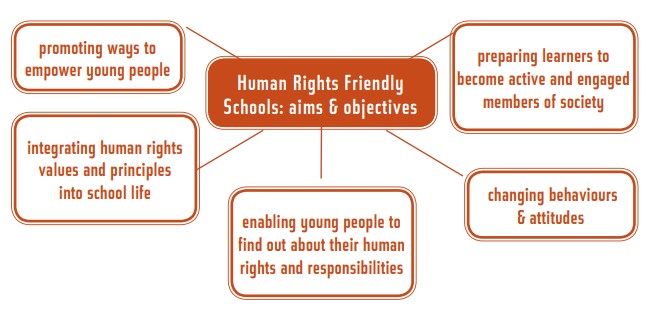 promoting ways to
empower young people
Human Rights Friendly
Schools: aims & objectives
preparing learners to
become active and engaged
members of society
integrating human rights
values and principles
into school life
enabling young people to
find out about their human
rights and responsibilities
changing behaviours
& attitudes